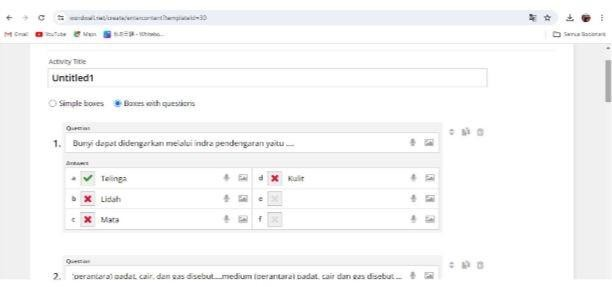 wordwall.net/create/entercontent?templateId=30
Gmail YouTube Maps Semua Bookmark
Activity Title
Untitled1
Simple boxes Boxes with questions
Question
1. Bunyi dapat didengarkan melalui indra pendengaran yaitu ....
Answers
a Telinga d Kulit
b Lidah e
c Mata f
Question
2. 'perantara) padat, cair, dan gas disebut....medium (perantara) padat, cair dan gas disebut ...